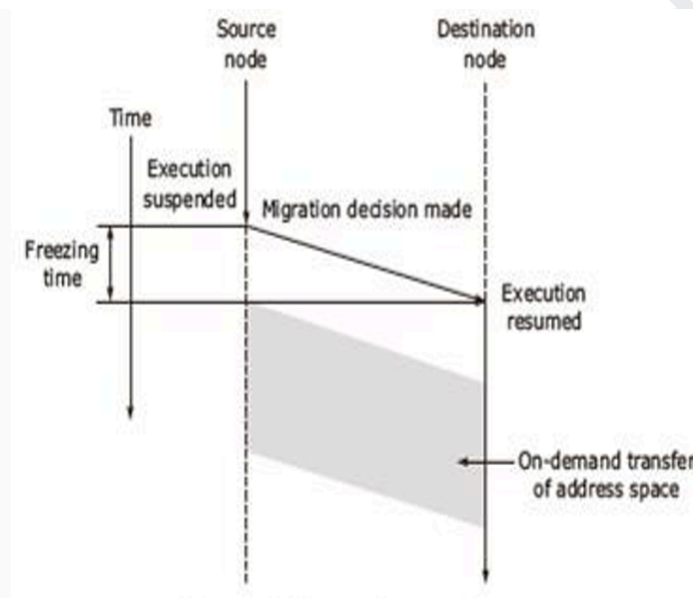 Source
node
Destination
node
Time
Execution
suspended
Migration decision made
Freezing
time
Execution
resumed
On-demand transfer
of address space